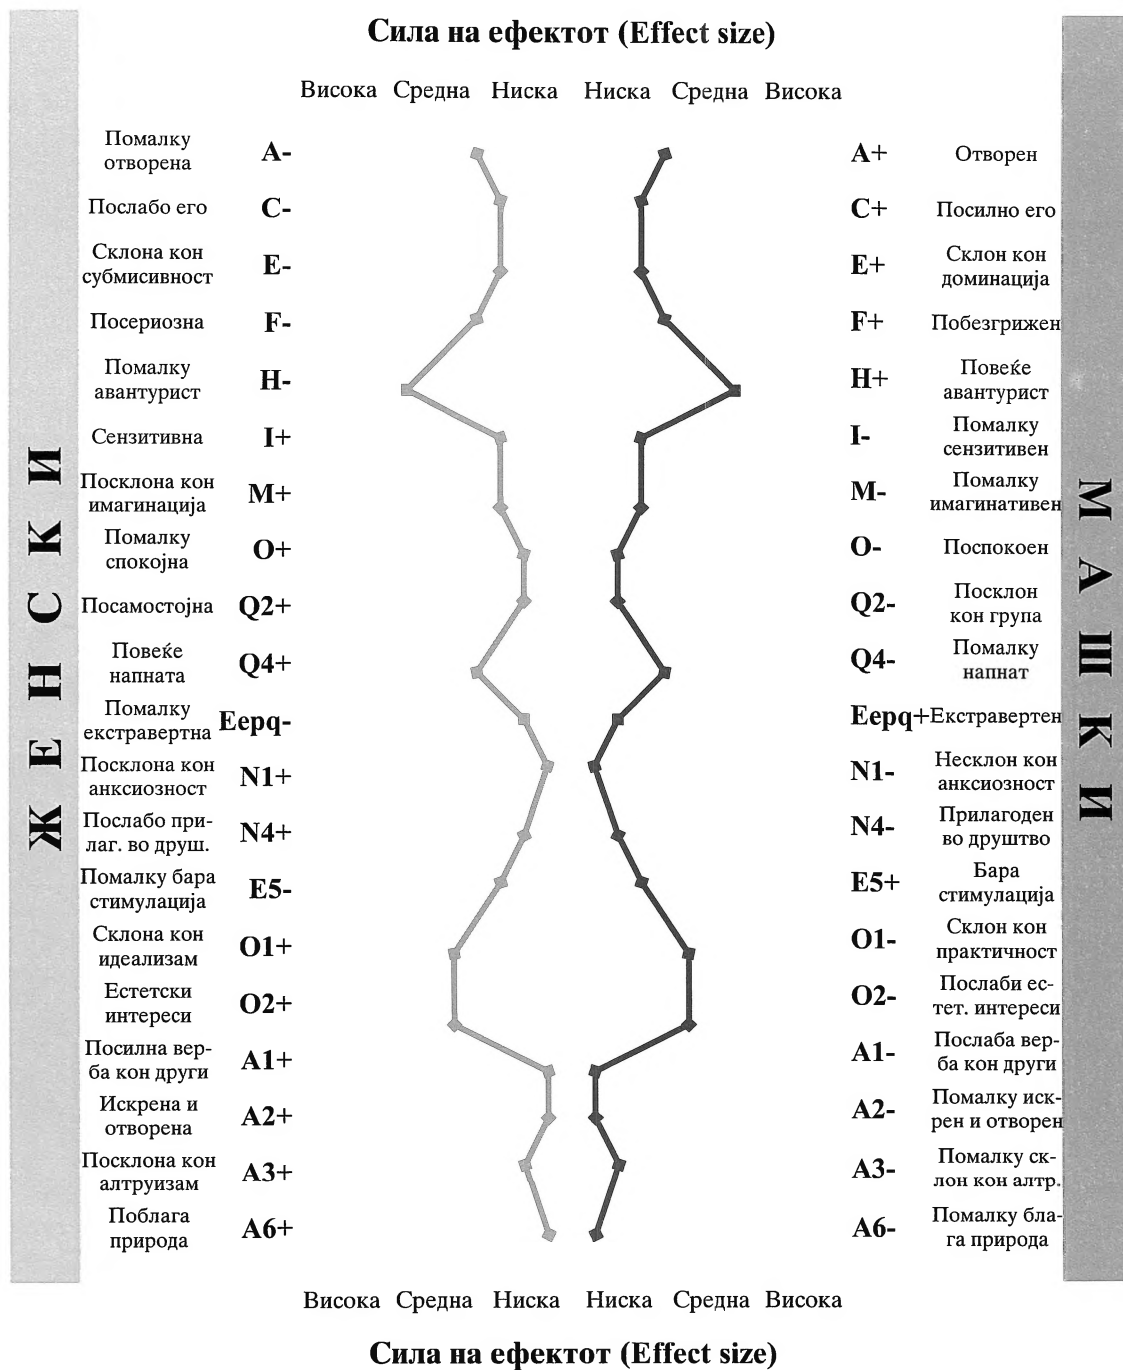 Сила на ефектот (Effect size)
Висока Средна Ниска Ниска Средна Висока
ЖЕНСКИ
МАШКИ
Помалку
отворена
A-
A+
Отворен
Послабо его
C-
C+
Посилно его
Склона кон
субмисивност
E-
E+
Склон кон
доминација
Посериозна
F-
F+
Побезгрижен
Помалку
авантурист
H-
H+
Повеќе
авантурист
Сензитивна
I+
I-
Помалку
сензитивен
Посклона кон
имагинација
M+
M-
Помалку
имагинативен
Помалку
спокојна
O+
O-
Поспокоен
Посамостојна
Q2+
Q2-
Посклон
кон група
Повеќе
напната
Q4+
Q4-
Помалку
напнат
Помалку
екстравертна
Eepq-
Eepq+
Екстравертен
Посклона кон
анксиозност
N1+
N1-
Несклон кон
анксиозност
Послабо при-
лаг. во друш.
N4+
N4-
Прилагоден
во друштво
Помалку бара
стимулација
E5-
E5+
Бара
стимулација
Склона кон
идеализам
O1+
O1-
Склон кон
практичност
Естетски
интереси
O2+
O2-
Послаби ес-
тет. интереси
Посилна вер-
ба кон други
A1+
A1-
Послаба вер-
ба кон други
Искрена и
отворена
A2+
A2-
Помалку иск-
рен и отворен
Посклона кон
алтруизам
A3+
A3-
Помалку ск-
лон кон алтр.
Поблага
природа
A6+
A6-
Помалку бла-
га природа
Висока Средна Ниска Ниска Средна Висока
Сила на ефектот (Effect size)